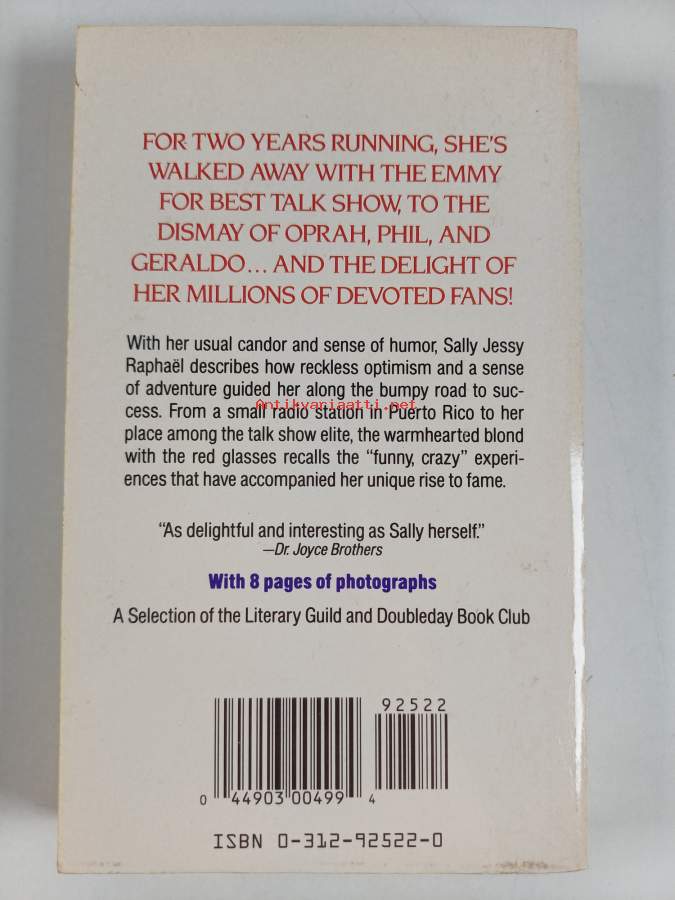 FOR TWO YEARS RUNNING, SHE'S
WALKED AWAY WITH THE EMMY
FOR BEST TALK SHOW, TO THE
DISMAY OF OPRAH, PHIL, AND
GERALDO... AND THE DELIGHT OF
HER MILLIONS OF DEVOTED FANS!
With her usual candor and sense of humor, Sally Jessy
Raphaël describes how reckless optimism and a sense
of adventure guided her along the bumpy road to suc-
cess. From a small radio station in Puerto Rico to her
Antikvariaatti.net
place among the talk show elite, the warmhearted blond
with the red glasses recalls the "funny, crazy" experi-
ences that have accompanied her unique rise to fame.
"As delightful and interesting as Sally herself."
—Dr. Joyce Brothers
With 8 pages of photographs
A Selection of the Literary Guild and Doubleday Book Club
92522
0 44903 00499 4
ISBN 0-312-92522-0